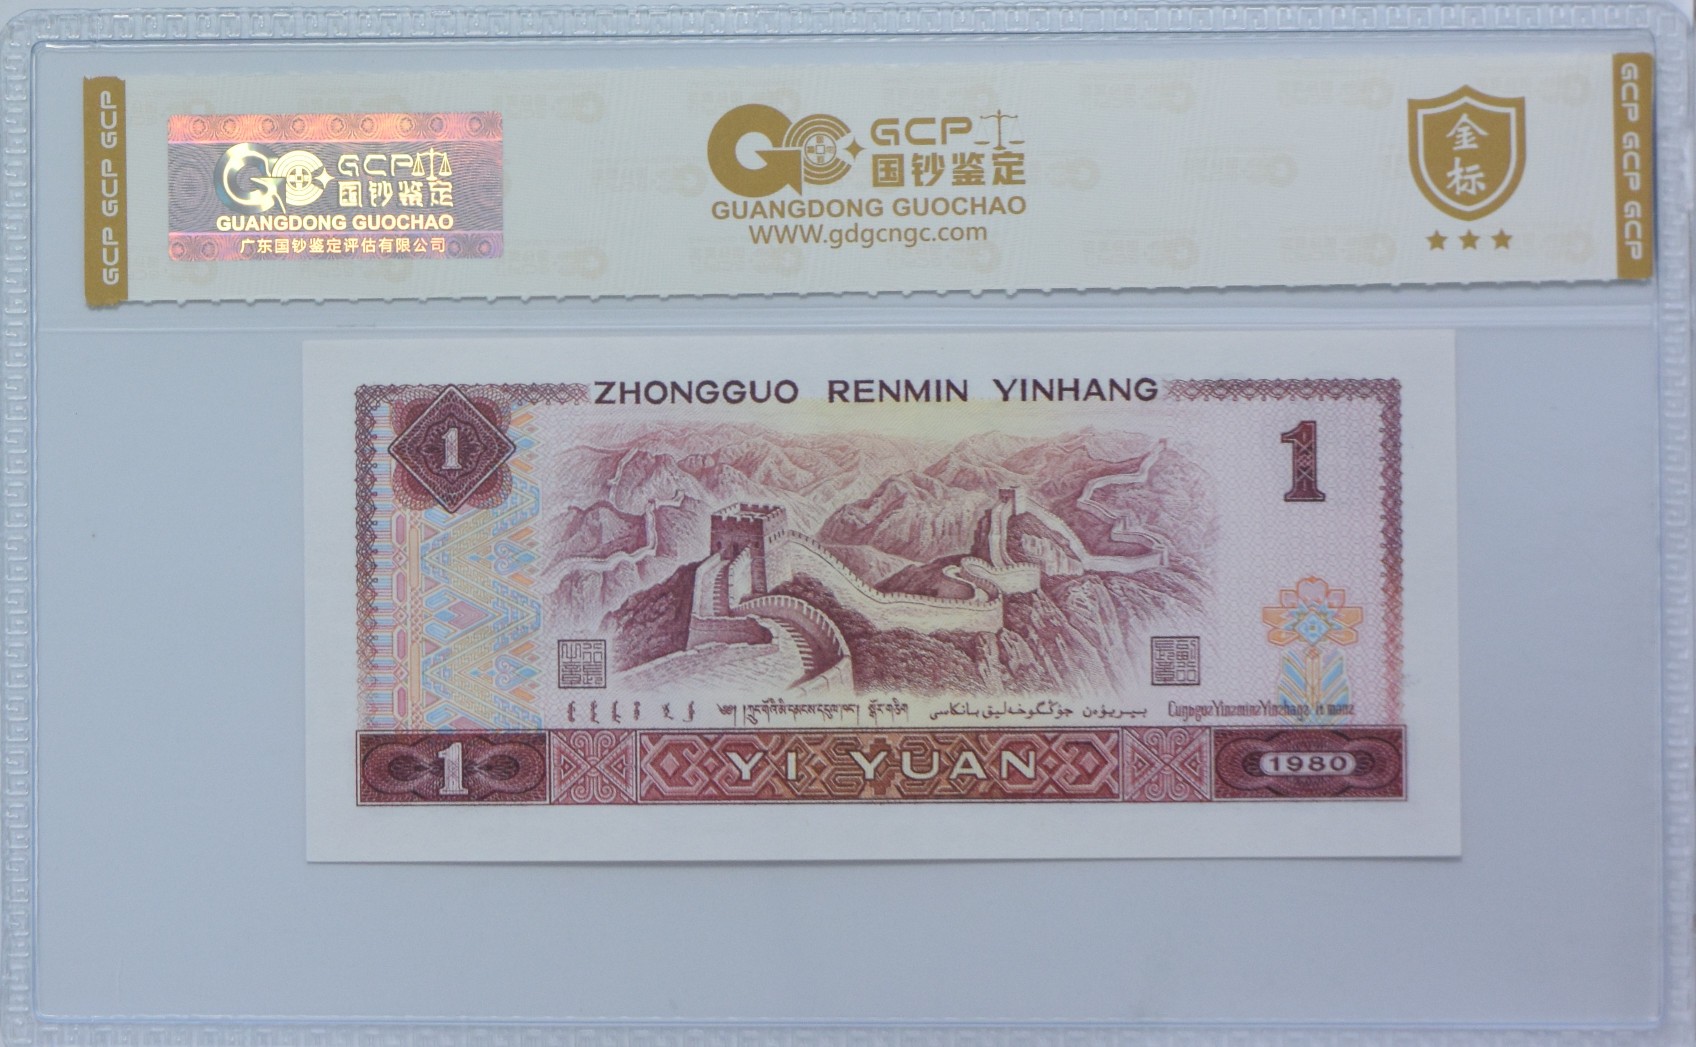 GCP GCP GCP
GCP
国钞鉴定
GUANGDONG GUOCHAO
广东国钞鉴定评估有限公司
GCP
国钞鉴定
GUANGDONG GUOCHAO
WWW.gdgcngc.com
金标
GCP GCP GCP
ZHONGGUO RENMIN YINHANG
1
1
1
YI YUAN
1980